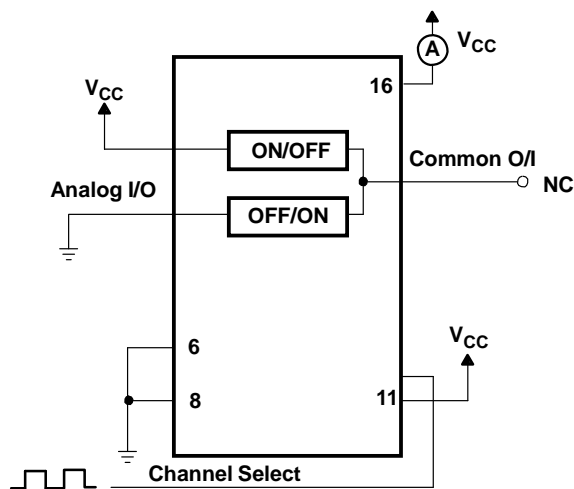 A
VCC
16
VCC
ON/OFF
Common O/I
Analog I/O
NC
OFF/ON
6
VCC
8
11
Channel Select